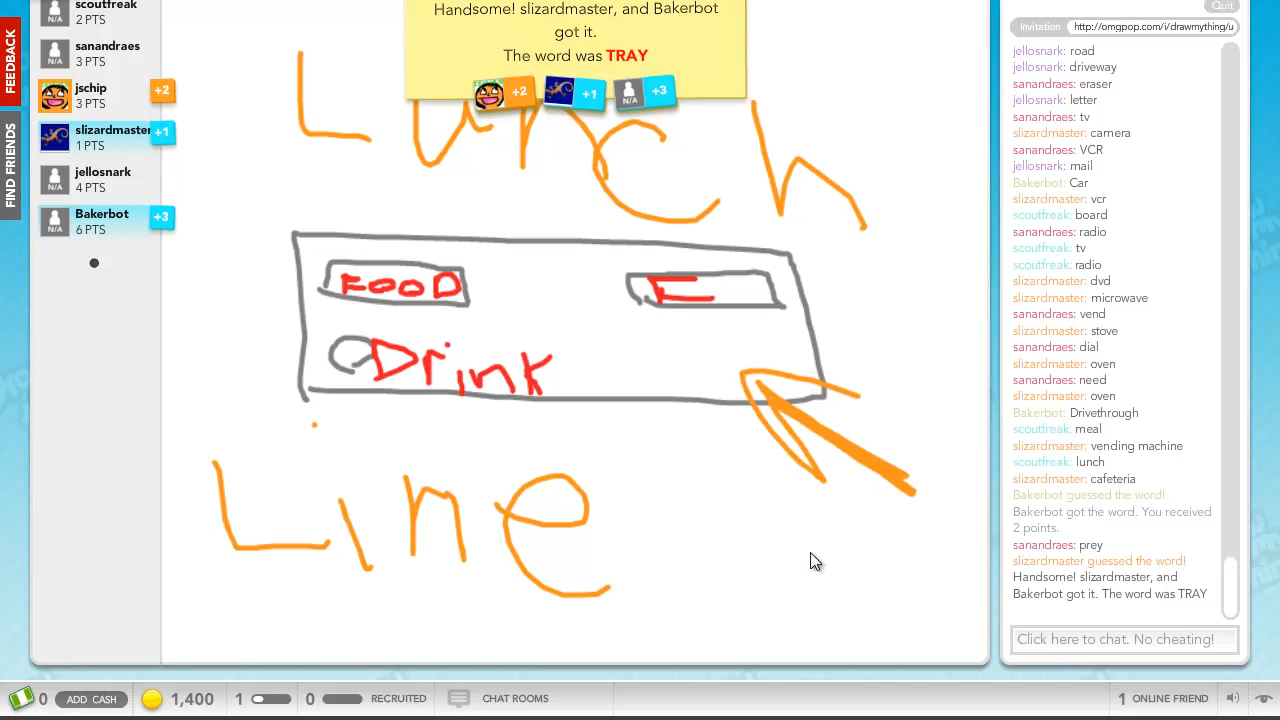 FEEDBACK
FIND FRIENDS
scoutfreak
2 PTS
sanandraes
3 PTS
jschip
3 PTS
+2
slizardmaster
1 PTS
+1
N/A
jellosnark
4 PTS
N/A
Bakerbot
6 PTS
+3
N/A
Handsome! slizardmaster, and Bakerbot
got it.
The word was TRAY
+2
+1
N/A
+3
Lunch
FOOD
Drink
Line
Quit
Invitation
http://omgpop.com/i/drawmything/u
jellosnark: road
jellosnark: driveway
sanandraes: eraser
jellosnark: letter
sanandraes: tv
slizardmaster: camera
sanandraes: VCR
jellosnark: mail
Bakerbot: Car
slizardmaster: vcr
scoutfreak: board
sanandraes: radio
scoutfreak: tv
scoutfreak: radio
slizardmaster: dvd
slizardmaster: microwave
sanandraes: vend
slizardmaster: stove
sanandraes: dial
slizardmaster: oven
sanandraes: need
slizardmaster: oven
Bakerbot: Drivethrough
scoutfreak: meal
slizardmaster: vending machine
scoutfreak: lunch
slizardmaster: cafeteria
Bakerbot guessed the word!
Bakerbot got the word. You received
2 points.
sanandraes: prey
slizardmaster guessed the word!
Handsome! slizardmaster, and
Bakerbot got it. The word was TRAY
Click here to chat. No cheating!
0 ADD CASH 1,400 1 0 RECRUITED CHAT ROOMS 1 ONLINE FRIEND